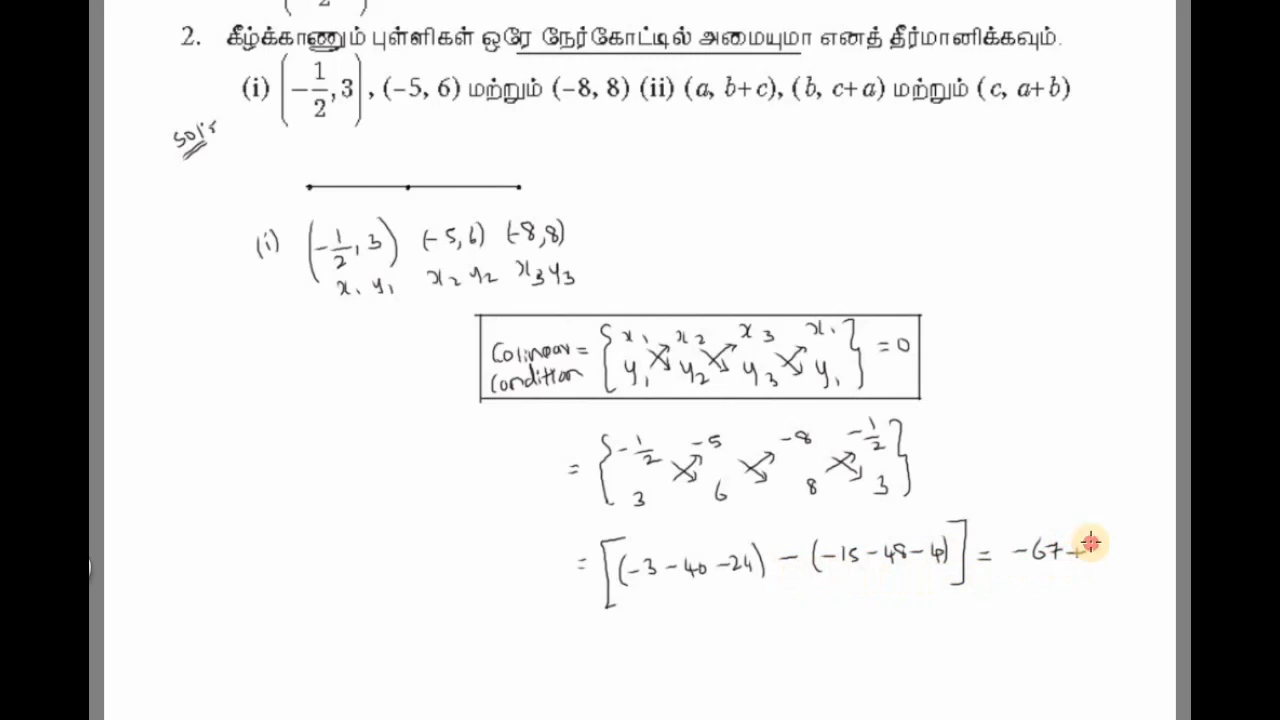 2. கீழ்க்காணும் புள்ளிகள் ஒரே நேர்கோட்டில் அமையுமா எனத் தீர்மானிக்கவும்.
(i) (-1/2, 3), (-5, 6) மற்றும் (-8, 8) (ii) (a, b+c), (b, c+a) மற்றும் (c, a+b)
Soln
(i) (-1/2, 3) (-5, 6) (-8, 8)
x₁ y₁ x₂ y₂ x₃ y₃
Colinear = { x₁ x₂ x₃ x₁
condition y₁ y₂ y₃ y₁ } = 0
= { -1/2 -5 -8 -1/2
3 6 8 3 }
= [(-3 - 40 - 24) - (-15 - 48 - 4)] = -67 +